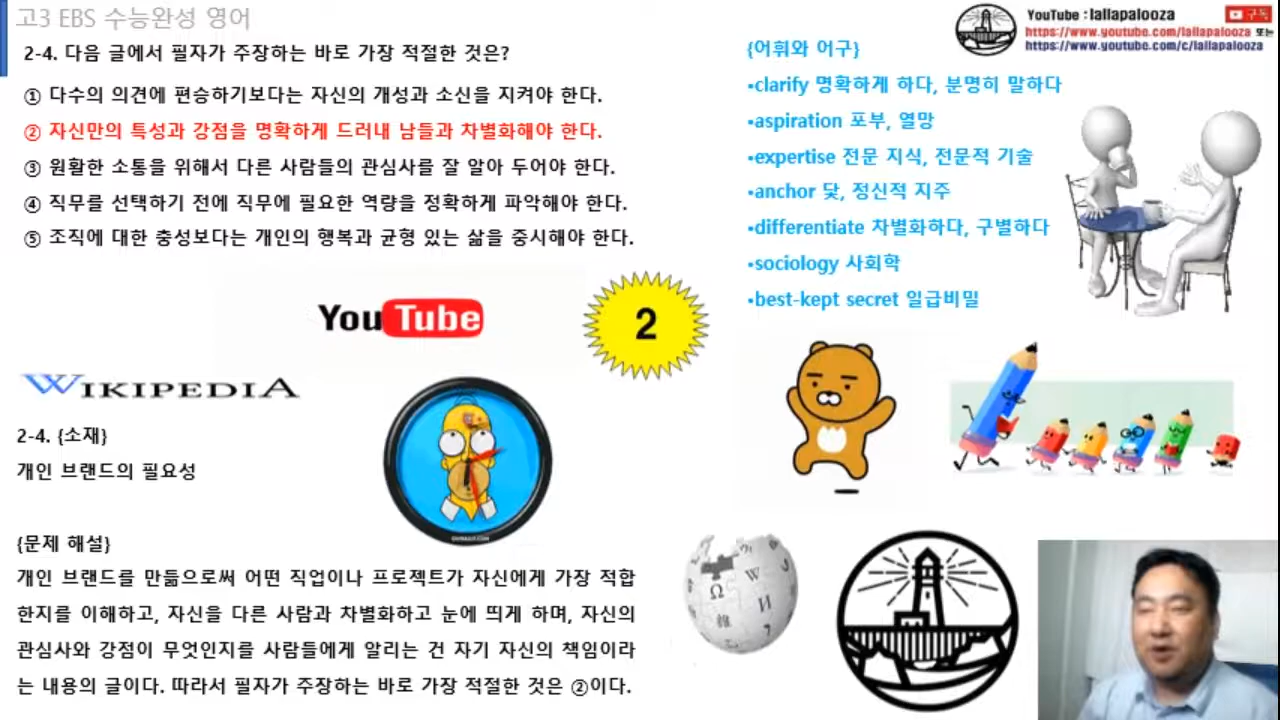 고3 EBS 수능완성 영어
YouTube : lallapalooza
구독
https://www.youtube.com/lallapalooza 또는
https://www.youtube.com/c/lallapalooza
2-4. 다음 글에서 필자가 주장하는 바로 가장 적절한 것은?
① 다수의 의견에 편승하기보다는 자신의 개성과 소신을 지켜야 한다.
② 자신만의 특성과 강점을 명확하게 드러내 남들과 차별화해야 한다.
③ 원활한 소통을 위해서 다른 사람들의 관심사를 잘 알아 두어야 한다.
④ 직무를 선택하기 전에 직무에 필요한 역량을 정확하게 파악해야 한다.
⑤ 조직에 대한 충성보다는 개인의 행복과 균형 있는 삶을 중시해야 한다.
{어휘와 어구}
•clarify 명확하게 하다, 분명히 말하다
•aspiration 포부, 열망
•expertise 전문 지식, 전문적 기술
•anchor 닻, 정신적 지주
•differentiate 차별화하다, 구별하다
•sociology 사회학
•best-kept secret 일급비밀
YouTube
2
WIKIPEDIA
2-4. {소재}
개인 브랜드의 필요성
{문제 해설}
개인 브랜드를 만듦으로써 어떤 직업이나 프로젝트가 자신에게 가장 적합
한지를 이해하고, 자신을 다른 사람과 차별화하고 눈에 띄게 하며, 자신의
관심사와 강점이 무엇인지를 사람들에게 알리는 건 자기 자신의 책임이라
는 내용의 글이다. 따라서 필자가 주장하는 바로 가장 적절한 것은 ②이다.
Ω W И